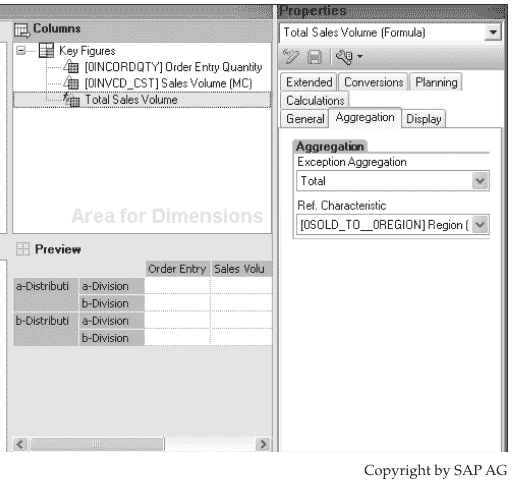 Columns
Key Figures
[0INCORDQTY] Order Entry Quantity
[0INVCD_CST] Sales Volume (MC)
Total Sales Volume
Area for Dimensions
Preview
Order Entry Sales Volu
a-Distributi a-Division
b-Division
b-Distributi a-Division
b-Division
Properties
Total Sales Volume (Formula)
Extended Conversions Planning
Calculations
General Aggregation Display
Aggregation
Exception Aggregation
Total
Ref. Characteristic
[0SOLD_TO__0REGION] Region (
Copyright by SAP AG